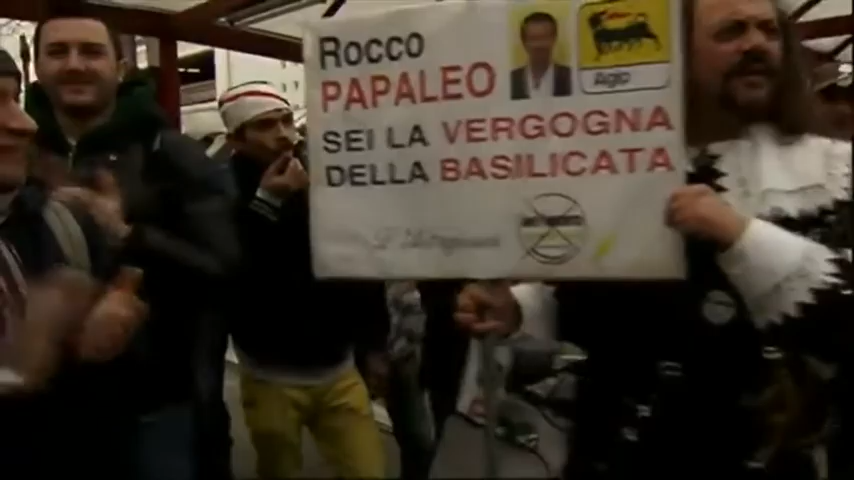 ROCCO
PAPALEO
Agip
SEI LA VERGOGNA
DELLA BASILICATA